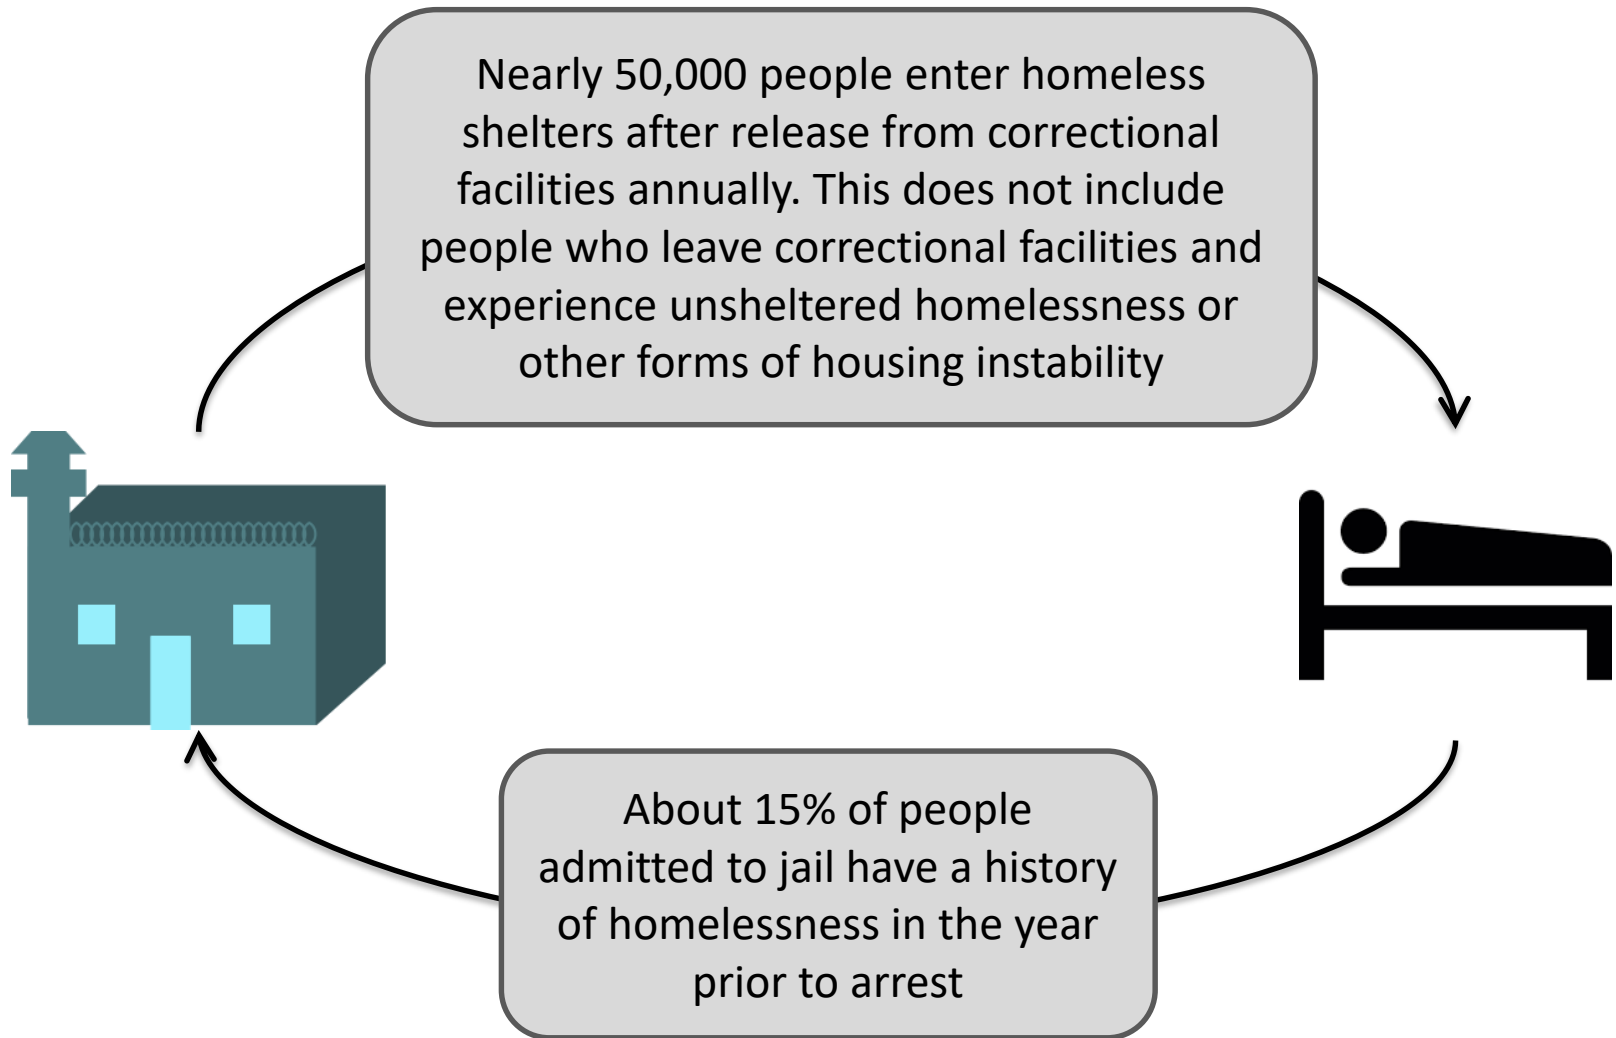 Nearly 50,000 people enter homeless
shelters after release from correctional
facilities annually. This does not include
people who leave correctional facilities and
experience unsheltered homelessness or
other forms of housing instability
About 15% of people
admitted to jail have a history
of homelessness in the year
prior to arrest